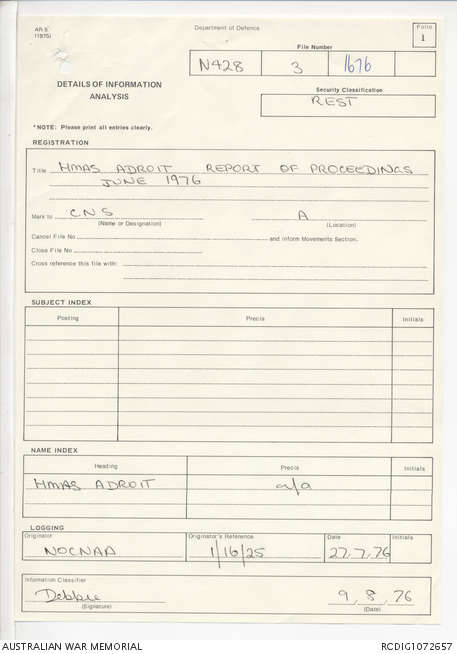 AR 5
(1975)
Department of Defence
Folio
1
File Number
N428 3 1676
DETAILS OF INFORMATION
ANALYSIS
Security Classification
REST
*NOTE: Please print all entries clearly.
REGISTRATION
Title HMAS ADROIT REPORT OF PROCEEDINGS
JUNE 1976
Mark to CNS A
(Name or Designation) (Location)
Cancel File No and inform Movements Section.
Close File No
Cross reference this file with:
SUBJECT INDEX
Posting Precis Initials
NAME INDEX
Heading Precis Initials
HMAS ADROIT a/a
LOGGING
Originator Originator's Reference Date Initials
NOCNAA 1/16/25 27.7.76
Information Classifier
Debbie 9 . 8 . 76
(Signature) (Date)
AUSTRALIAN WAR MEMORIAL RCDIG1072657